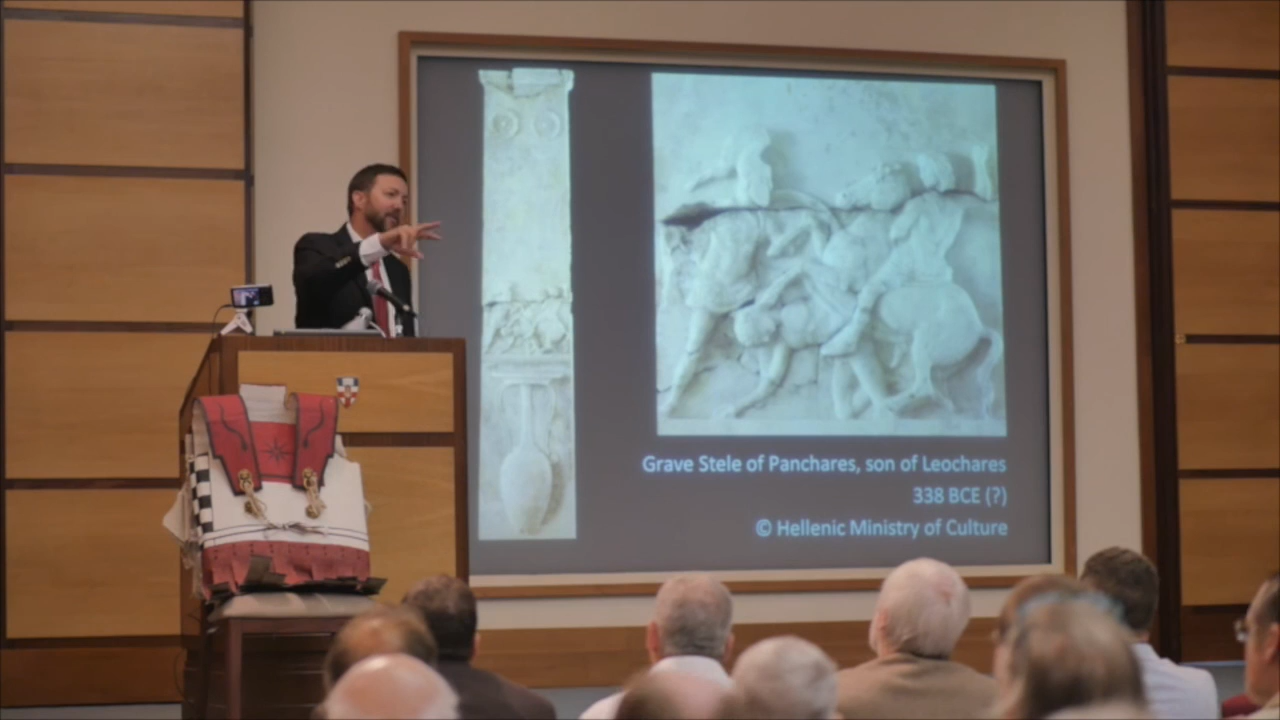 Grave Stele of Panchares, son of Leochares
338 BCE (?)
© Hellenic Ministry of Culture